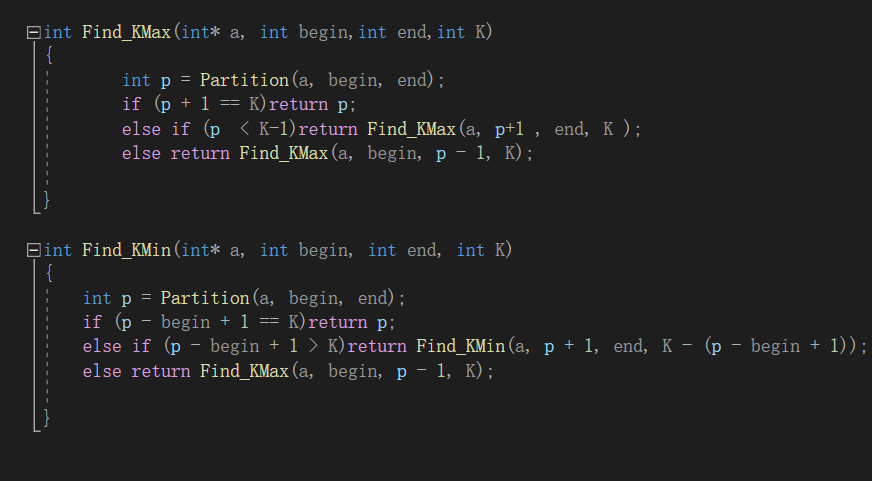 int Find_KMax(int* a, int begin,int end,int K)
{
int p = Partition(a, begin, end);
if (p + 1 == K)return p;
else if (p  < K-1)return Find_KMax(a, p+1 , end, K );
else return Find_KMax(a, begin, p - 1, K);
}
int Find_KMin(int* a, int begin, int end, int K)
{
int p = Partition(a, begin, end);
if (p - begin + 1 == K)return p;
else if (p - begin + 1 > K)return Find_KMin(a, p + 1, end, K - (p - begin + 1));
else return Find_KMax(a, begin, p - 1, K);
}